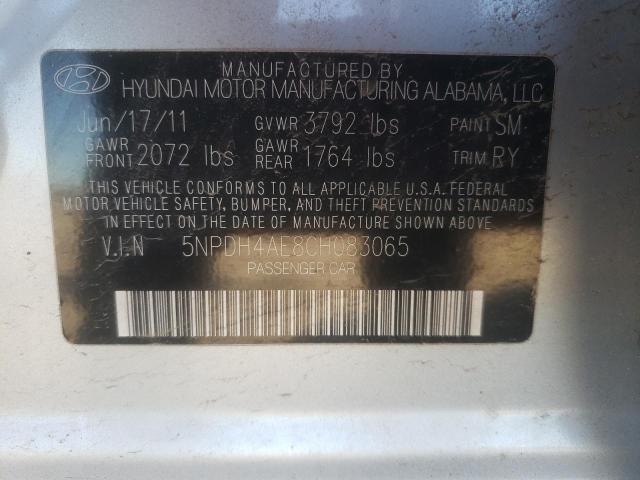 MANUFACTURED BY
HYUNDAI MOTOR MANUFACTURING ALABAMA, LLC
Jun/17/11 GVWR 3792 lbs PAINT SM
GAWR FRONT 2072 lbs GAWR REAR 1764 lbs TRIM RY
THIS VEHICLE CONFORMS TO ALL APPLICABLE U.S.A. FEDERAL
MOTOR VEHICLE SAFETY, BUMPER, AND THEFT PREVENTION STANDARDS
IN EFFECT ON THE DATE OF MANUFACTURE SHOWN ABOVE.
V.I.N 5NPDH4AE8CH083065
PASSENGER CAR